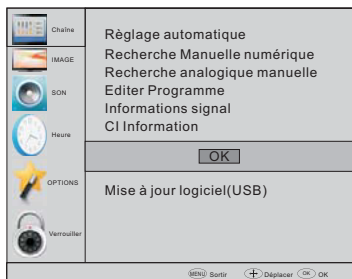 Chaîne
IMAGE
SON
Heure
OPTIONS
Verrouiller
Règlage automatique
Recherche Manuelle numérique
Recherche analogique manuelle
Editer Programme
Informations signal
CI Information
OK
Mise à jour logiciel(USB)
MENU Sortir Déplacer OK OK